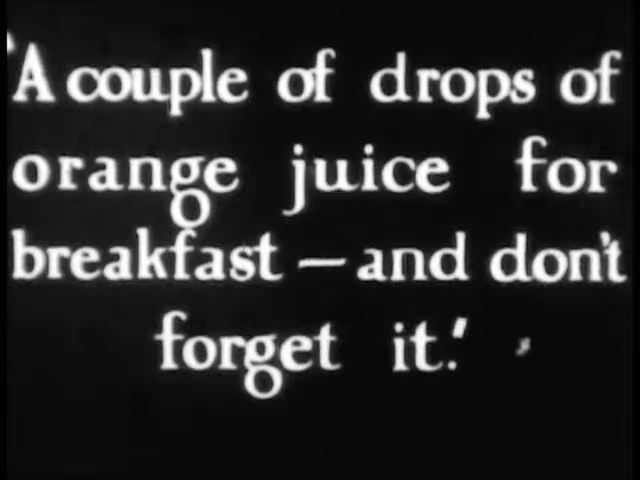 'A couple of drops of
orange juice for
breakfast — and don't
forget it.'